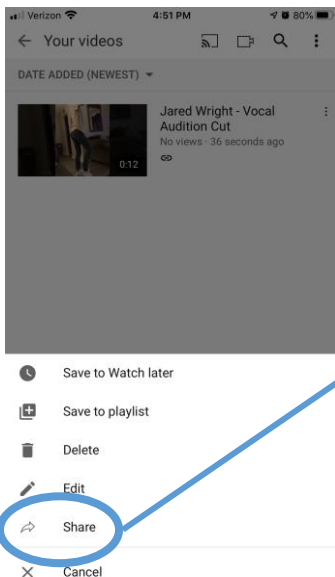 Verizon 4:51 PM 80%
Your videos
DATE ADDED (NEWEST)
Jared Wright - Vocal
Audition Cut
No views · 36 seconds ago
0:12
Save to Watch later
Save to playlist
Delete
Edit
Share
Cancel